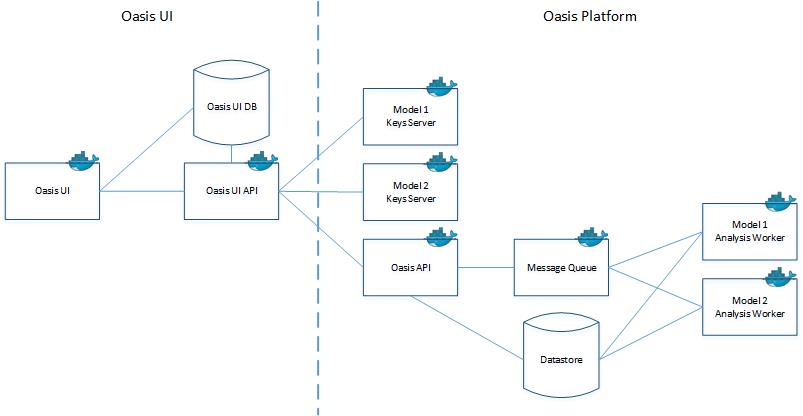 Oasis UI
Oasis Platform
Oasis UI DB
Model 1
Keys Server
Oasis UI
Oasis UI API
Model 2
Keys Server
Model 1
Analysis Worker
Oasis API
Message Queue
Model 2
Analysis Worker
Datastore